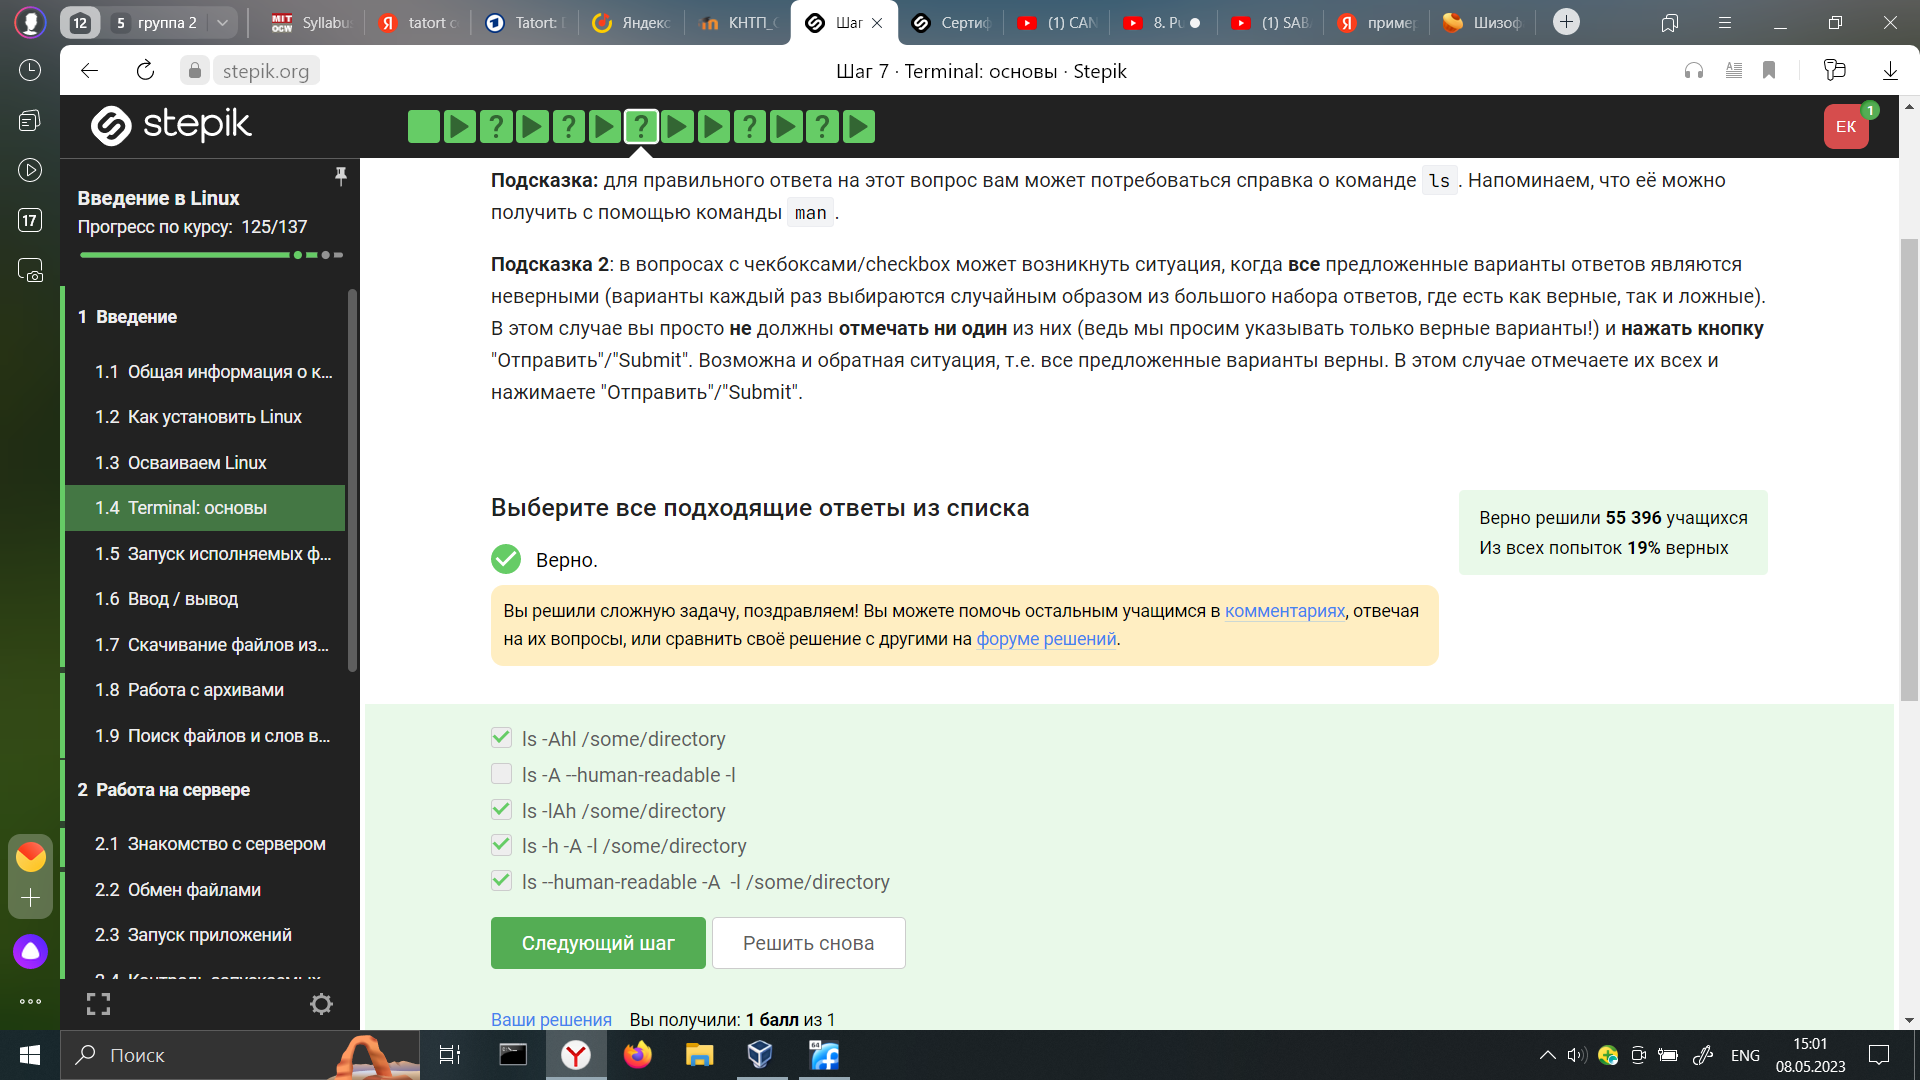 12
5 группа 2
MIT OCW Syllabu
tatort с
Tatort: 
Яндекс
КНТП_
Шаг
Сертиф
(1) CAN
8. Pu
(1) SAB
пример
Шизоф
stepik.org
Шаг 7 · Terminal: основы · Stepik
17
stepik
? ? ? ? ?
ЕК
1
Введение в Linux
Прогресс по курсу: 125/137
1 Введение
1.1 Общая информация о к...
1.2 Как установить Linux
1.3 Осваиваем Linux
1.4 Terminal: основы
1.5 Запуск исполняемых ф...
1.6 Ввод / вывод
1.7 Скачивание файлов из...
1.8 Работа с архивами
1.9 Поиск файлов и слов в...
2 Работа на сервере
2.1 Знакомство с сервером
2.2 Обмен файлами
2.3 Запуск приложений
2.4 Контроль запускаемых
Подсказка: для правильного ответа на этот вопрос вам может потребоваться справка о команде ls . Напоминаем, что её можно
получить с помощью команды man .
Подсказка 2: в вопросах с чекбоксами/checkbox может возникнуть ситуация, когда все предложенные варианты ответов являются
неверными (варианты каждый раз выбираются случайным образом из большого набора ответов, где есть как верные, так и ложные).
В этом случае вы просто не должны отмечать ни один из них (ведь мы просим указывать только верные варианты!) и нажать кнопку
"Отправить"/"Submit". Возможна и обратная ситуация, т.е. все предложенные варианты верны. В этом случае отмечаете их всех и
нажимаете "Отправить"/"Submit".
Выберите все подходящие ответы из списка
Верно решили 55 396 учащихся
Из всех попыток 19% верных
Верно.
Вы решили сложную задачу, поздравляем! Вы можете помочь остальным учащимся в комментариях, отвечая
на их вопросы, или сравнить своё решение с другими на форуме решений.
ls -Ahl /some/directory
ls -A --human-readable -l
ls -lAh /some/directory
ls -h -A -l /some/directory
ls --human-readable -A  -l /some/directory
Следующий шаг
Решить снова
Ваши решения Вы получили: 1 балл из 1
Поиск
64
ENG
15:01
08.05.2023